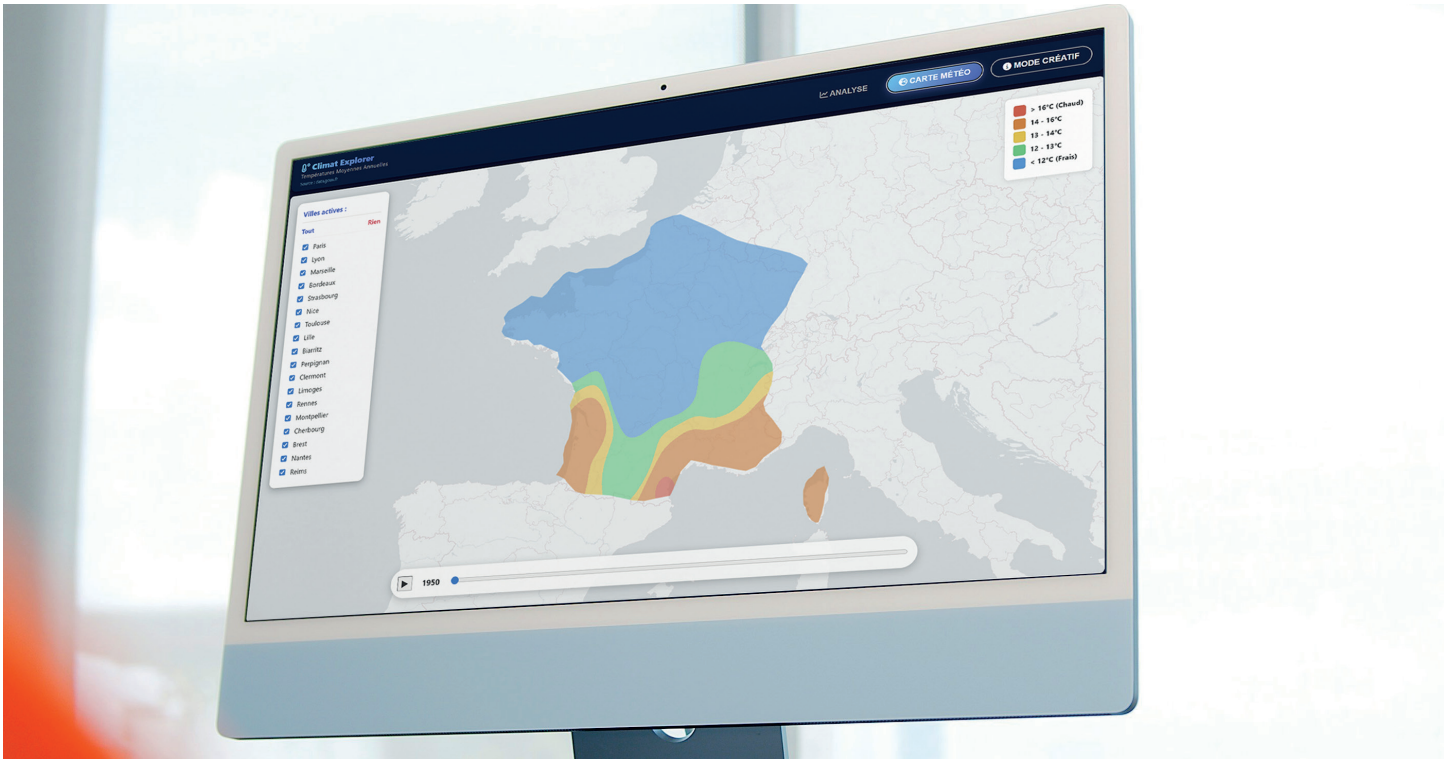 ANALYSE
CARTE MÉTÉO
MODE CRÉATIF
Climat Explorer
Températures Moyennes Annuelles
> 16°C (Chaud)
14 - 16°C
13 - 14°C
12 - 13°C
< 12°C (Frais)
Villes actives :
Tout
Rien
Paris
Lyon
Marseille
Bordeaux
Strasbourg
Nice
Toulouse
Lille
Biarritz
Perpignan
Clermont
Limoges
Rennes
Montpellier
Cherbourg
Brest
Nantes
Reims
1950